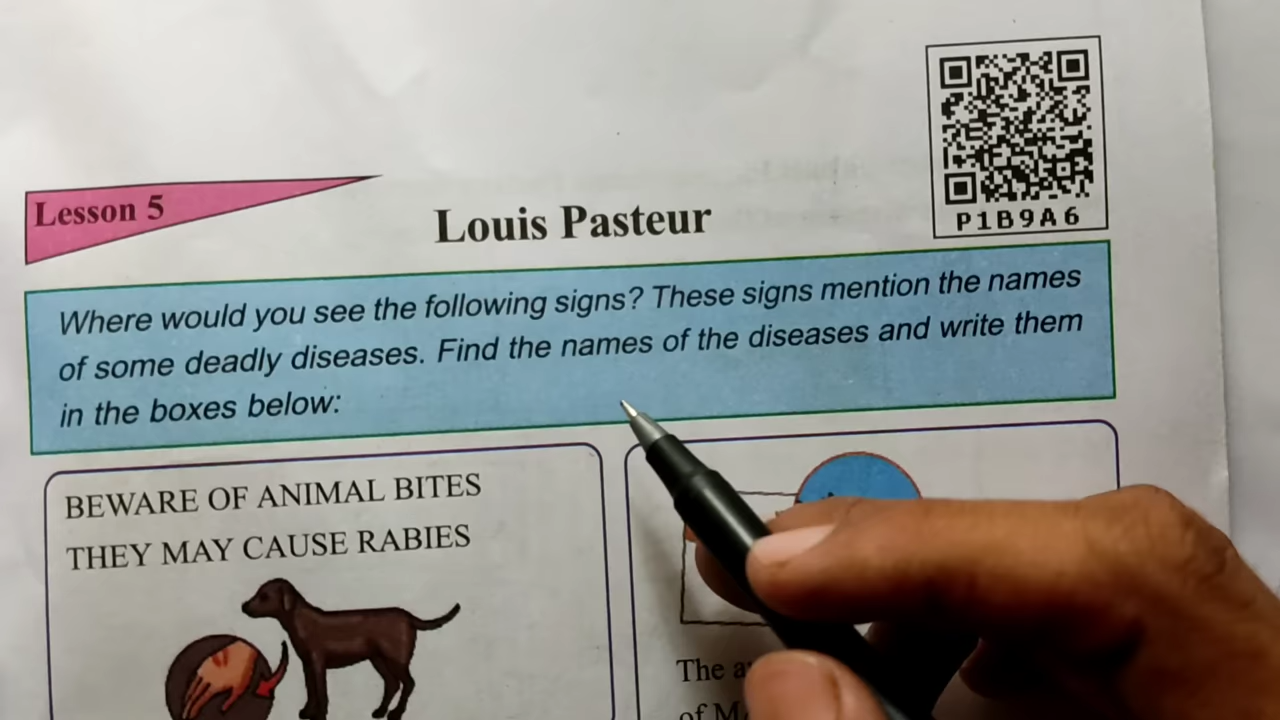 P1B9A6
Lesson 5
Louis Pasteur
Where would you see the following signs? These signs mention the names
of some deadly diseases. Find the names of the diseases and write them
in the boxes below:
BEWARE OF ANIMAL BITES
THEY MAY CAUSE RABIES
The
of